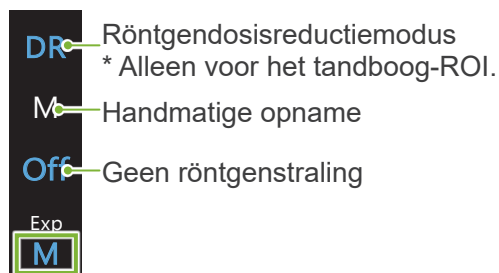 DR
Röntgendosisreductiemodus
* Alleen voor het tandboog-ROI.
M
Handmatige opname
Off
Geen röntgenstraling
Exp
M